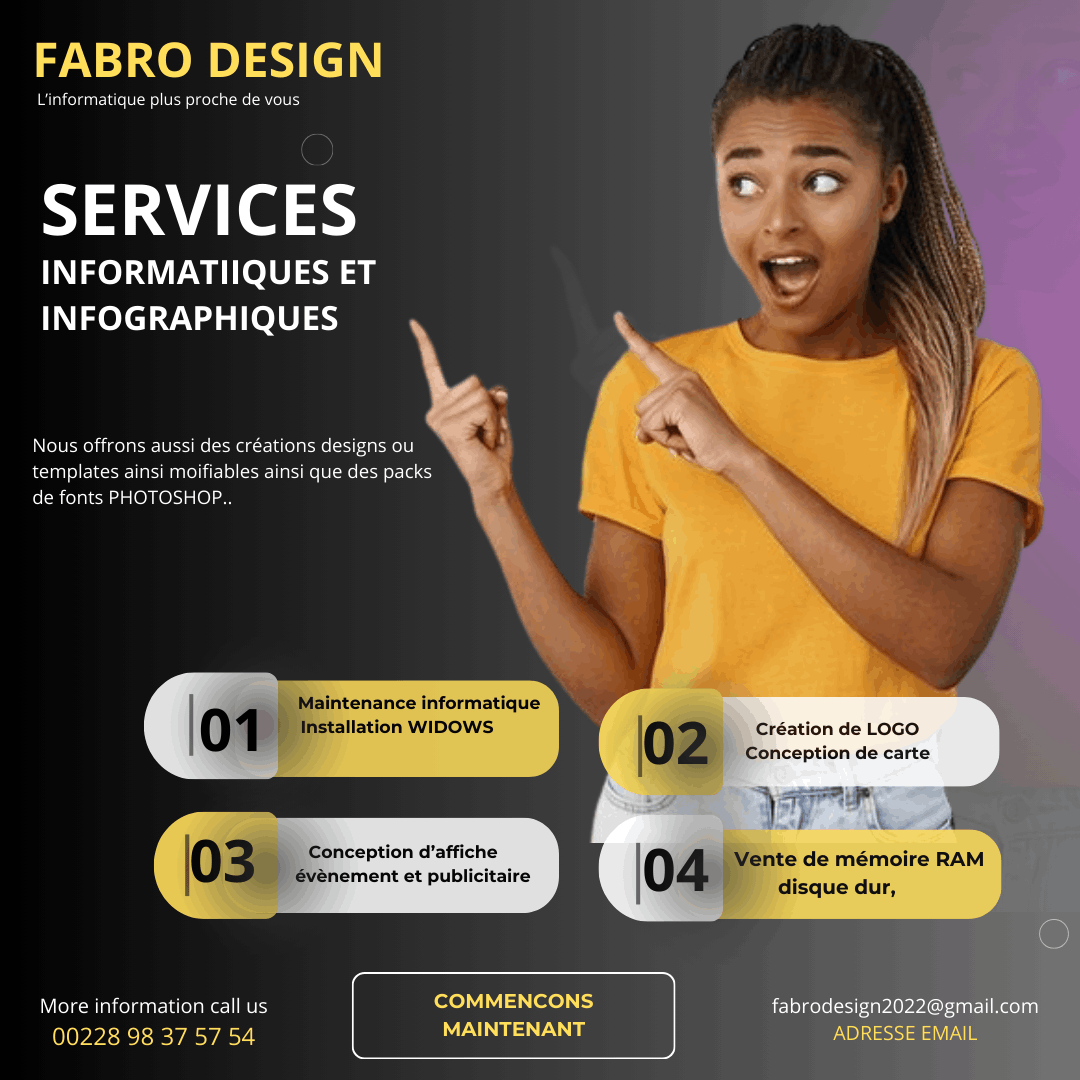 FABRO DESIGN
L'informatique plus proche de vous
SERVICES
INFORMATIIQUES ET
INFOGRAPHIQUES
Nous offrons aussi des créations designs ou
templates ainsi moifiables ainsi que des packs
de fonts PHOTOSHOP..
01
Maintenance informatique
Installation WIDOWS
02
Création de LOGO
Conception de carte
03
Conception d'affiche
évènement et publicitaire
04
Vente de mémoire RAM
disque dur,
More information call us
00228 98 37 57 54
COMMENCONS
MAINTENANT
fabrodesign2022@gmail.com
ADRESSE EMAIL